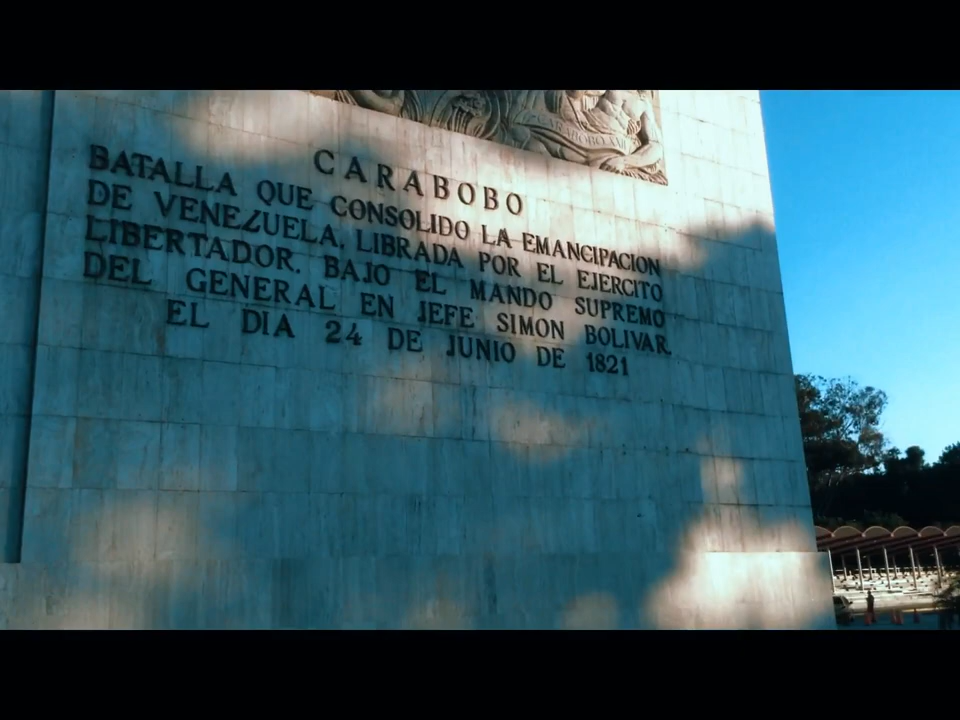 CARABOBO
BATALLA QUE CONSOLIDO LA EMANCIPACION
DE VENEZUELA, LIBRADA POR EL EJERCITO
LIBERTADOR. BAJO EL MANDO SUPREMO
DEL GENERAL EN JEFE SIMON BOLIVAR.
EL DIA 24 DE JUNIO DE 1821